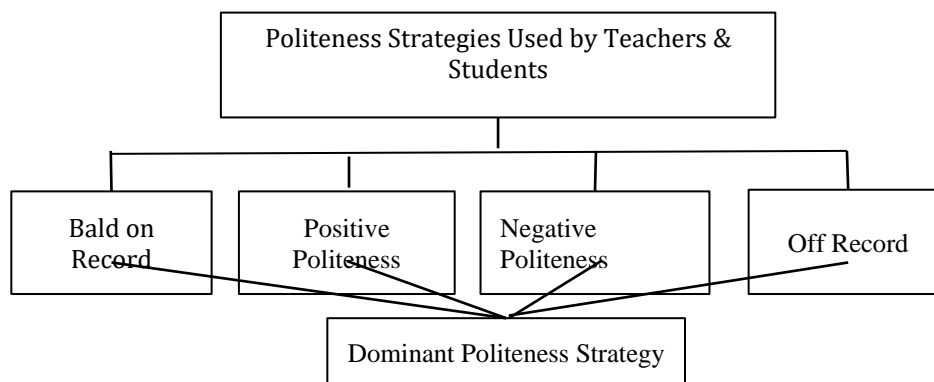 Politeness Strategies Used by Teachers &
Students
Bald on
Record
Positive
Politeness
Negative
Politeness
Off Record
Dominant Politeness Strategy